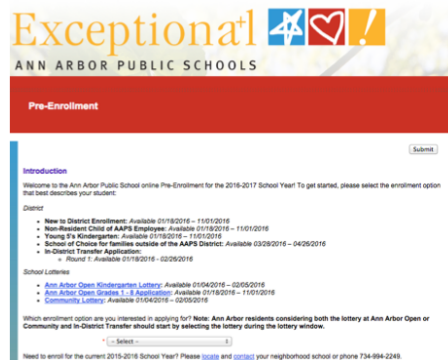 Exceptional
ANN ARBOR PUBLIC SCHOOLS
Pre-Enrollment
Submit
Introduction
Welcome to the Ann Arbor Public School online Pre-Enrollment for the 2016-2017 School Year! To get started, please select the enrollment option
that best describes your student:
District
New to District Enrollment: Available 01/18/2016 – 11/01/2016
Non-Resident Child of AAPS Employee: Available 01/18/2016 – 11/01/2016
Young 5's Kindergarten: Available 01/18/2016 – 11/01/2016
School of Choice for families outside of the AAPS District: Available 03/28/2016 – 04/26/2016
In-District Transfer Application:
Round 1: Available 01/18/2016 - 02/26/2016
School Lotteries
Ann Arbor Open Kindergarten Lottery: Available 01/04/2016 – 02/05/2016
Ann Arbor Open Grades 1 - 8 Application: Available 01/18/2016 – 11/01/2016
Community Lottery: Available 01/04/2016 – 02/05/2016
Which enrollment option are you interested in applying for? Note: Ann Arbor residents considering both the lottery at Ann Arbor Open or
Community and In-District Transfer should start by selecting the lottery during the lottery window.
* - Select --
Need to enroll for the current 2015-2016 School Year? Please locate and contact your neighborhood school or phone 734-994-2249.